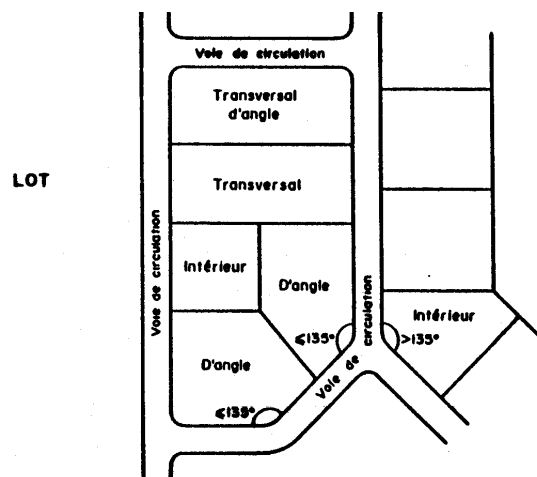 Voie de circulation
Transversal
d'angle
LOT
Transversal
Voie de circulation
Intérieur
D'angle
Voie de circulation
Intérieur
≤135°
>135°
D'angle
≤135°